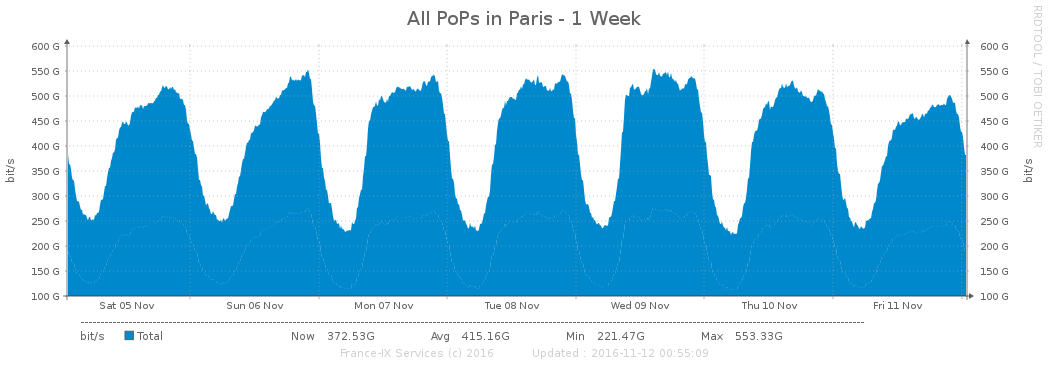 All PoPs in Paris - 1 Week
RRDTOOL / TOBI OETIKER
600 G 600 G
550 G 550 G
500 G 500 G
450 G 450 G
400 G 400 G
350 G 350 G
300 G 300 G
250 G 250 G
200 G 200 G
150 G 150 G
100 G 100 G
bit/s
bit/s
Sat 05 Nov Sun 06 Nov Mon 07 Nov Tue 08 Nov Wed 09 Nov Thu 10 Nov Fri 11 Nov
bit/s Total Now 372.53G Avg 415.16G Min 221.47G Max 553.33G
France-IX Services (c) 2016 Updated : 2016-11-12 00:55:09